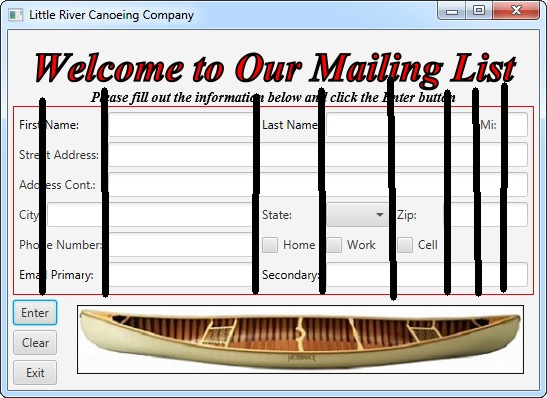 Little River Canoeing Company
Welcome to Our Mailing List
Please fill out the information below and click the Enter button
First Name: Last Name: Mi:
Street Address:
Address Cont.:
City: State: Zip:
Phone Number: Home Work Cell
Email Primary: Secondary:
Enter
Clear
Exit